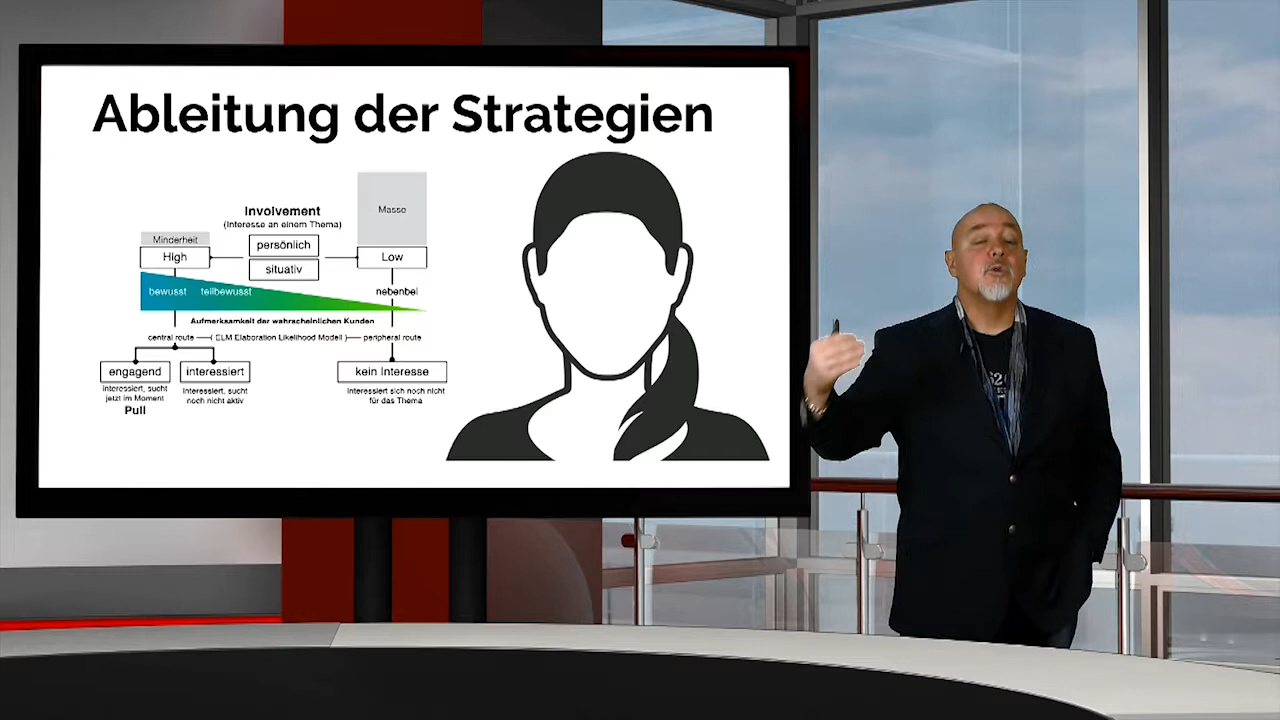 Ableitung der Strategien
Masse
Involvement
(Interesse an einem Thema)
Minderheit
persönlich
High
Low
situativ
bewusst teilbewusst
nebenbei
Aufmerksamkeit der wahrscheinlichen Kunden
central route
( ELM Elaboration Likelihood Modell )
peripheral route
engagend
interessiert
kein Interesse
interessiert, sucht
jetzt im Moment
Pull
interessiert, sucht
noch nicht aktiv
Interessiert sich noch nicht
für das Thema